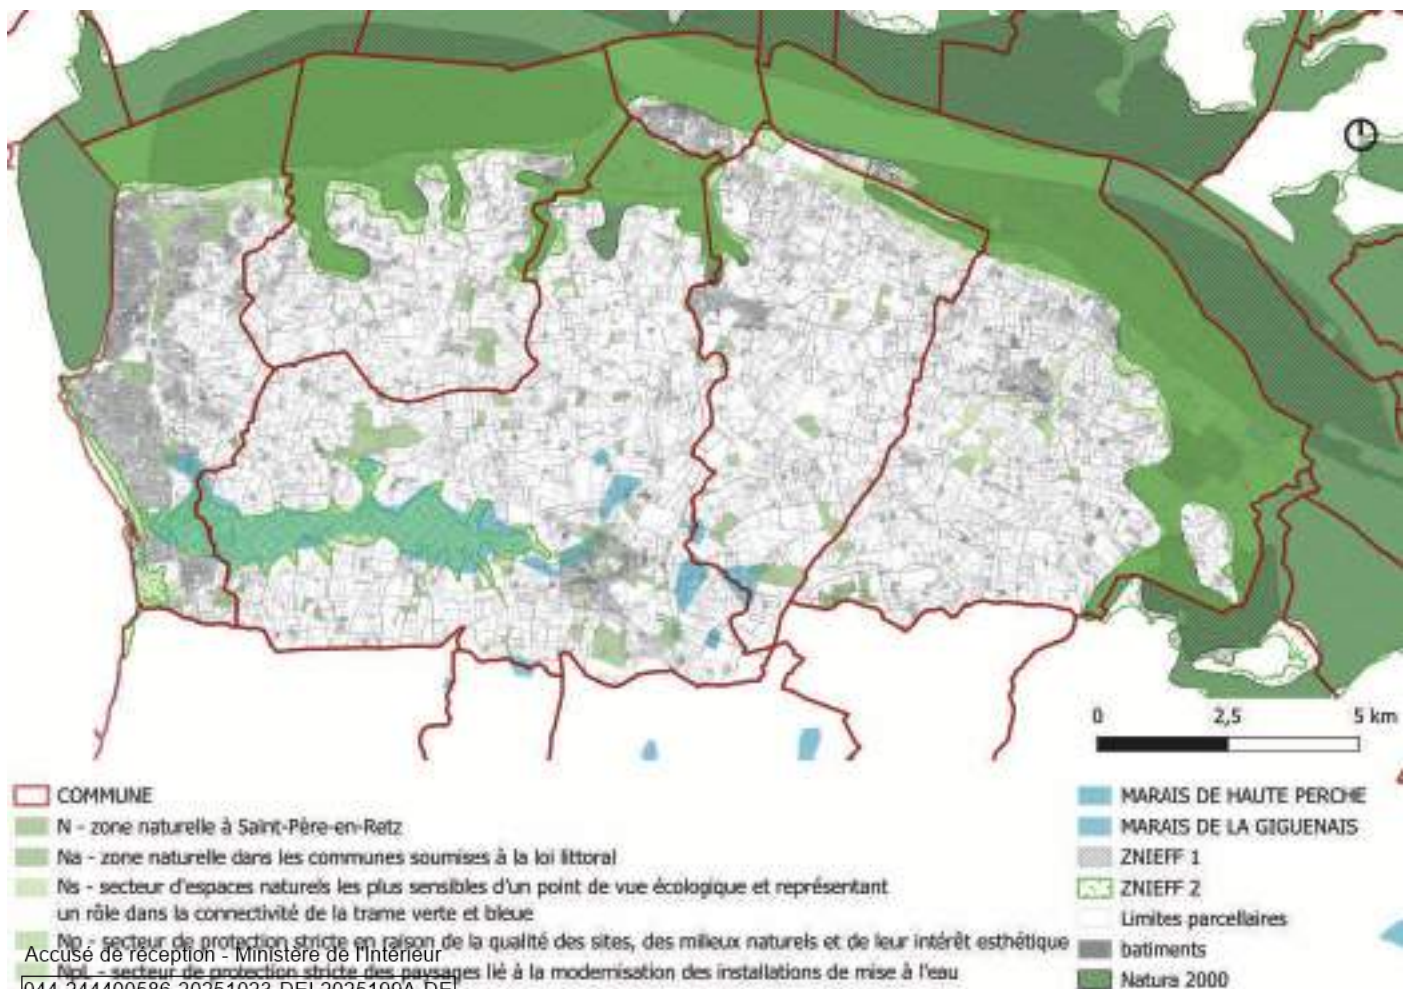 0 2,5 5 km
COMMUNE
N - zone naturelle à Saint-Père-en-Retz
Na - zone naturelle dans les communes soumises à la loi littoral
Ns - secteur d'espaces naturels les plus sensibles d'un point de vue écologique et représentant
un rôle dans la connectivité de la trame verte et bleue
Np - secteur de protection stricte en raison de la qualité des sites, des milieux naturels et de leur intérêt esthétique
Accusé de réception - Ministère de l'Intérieur
NpL - secteur de protection stricte des paysages lié à la modernisation des installations de mise à l'eau
044-244400586-20251023-DEL2025199A-DE
MARAIS DE HAUTE PERCHE
MARAIS DE LA GIGUENAIS
ZNIEFF 1
ZNIEFF 2
Limites parcellaires
batiments
Natura 2000